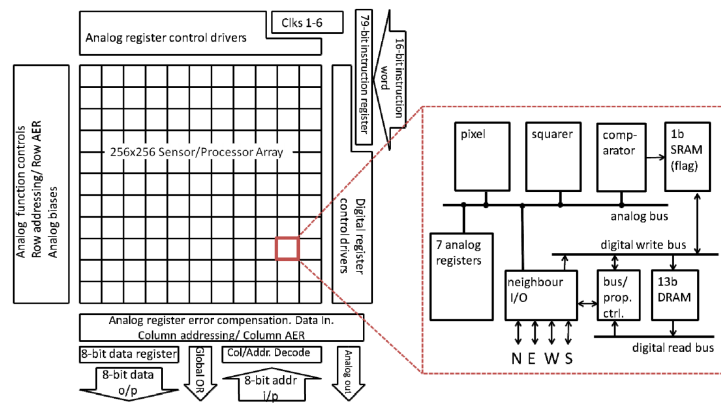 Analog register control drivers
Clks 1-6
79-bit instruction register
16-bit instruction
word
Analog function controls
Row addressing/ Row AER
Analog biases
256x256 Sensor/Processor Array
Digital register
control drivers
Analog register error compensation. Data In.
Column addressing/ Column AER
8-bit data register
Global OR
Col/Addr. Decode
Analog out
8-bit data
o/p
8-bit addr
i/p
pixel
squarer
comp-
arator
1b
SRAM
(flag)
analog bus
7 analog
registers
digital write bus
neighbour
I/O
bus/
prop.
ctrl.
13b
DRAM
digital read bus
N E W S